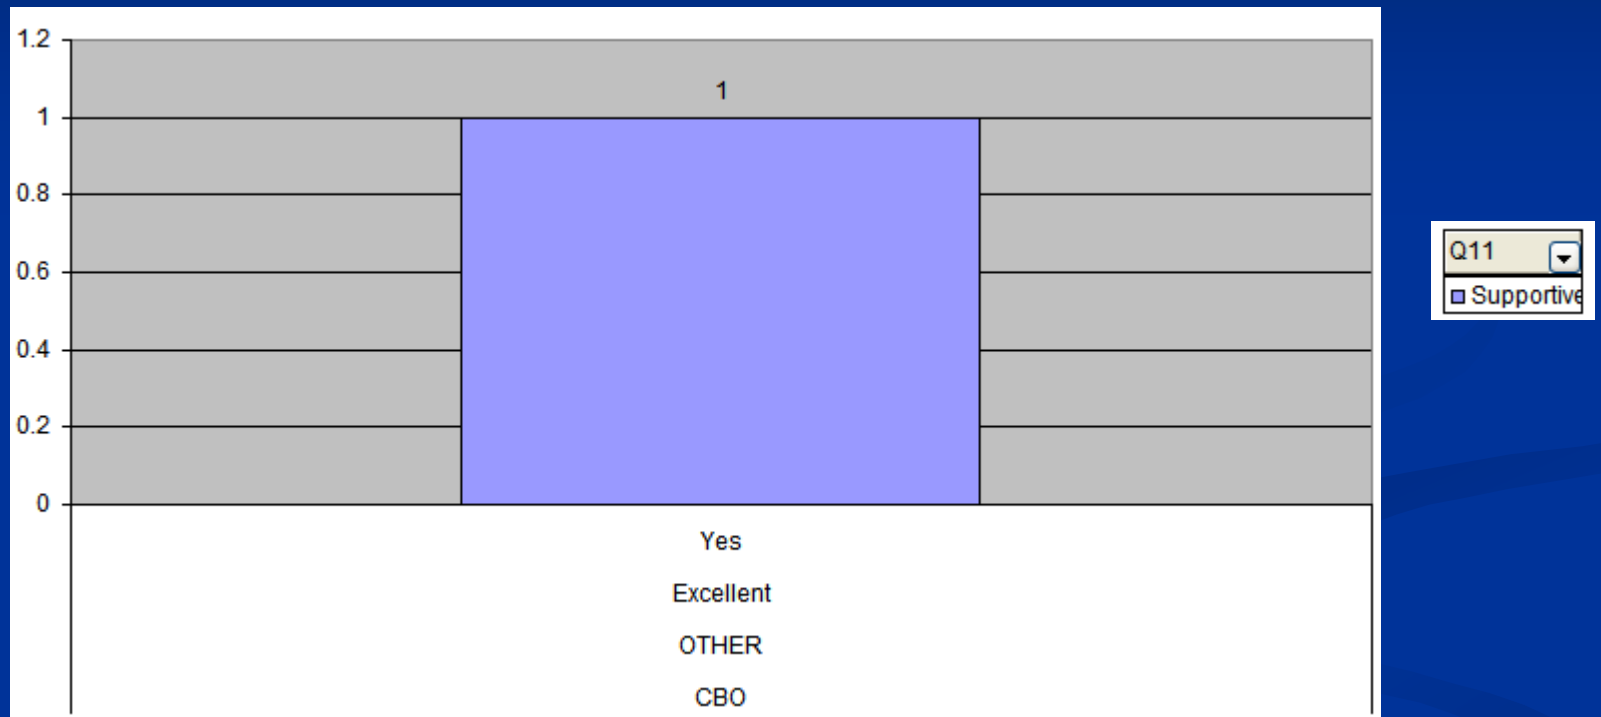 1.2
1
1
0.8
0.6
0.4
0.2
0
Yes
Excellent
OTHER
CBO
Q11
Supportive